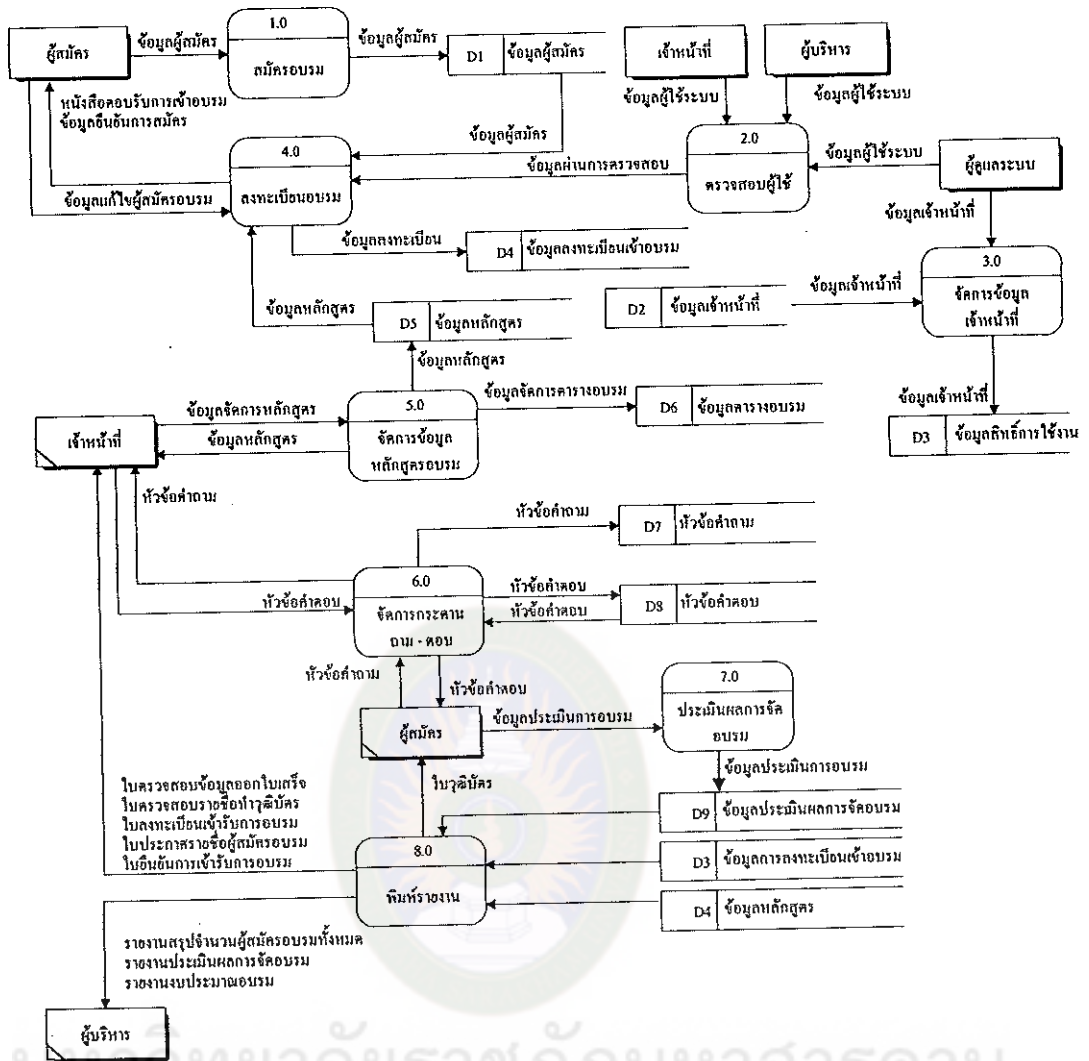 1.0
สมัครอบรม
ผู้สมัคร
ข้อมูลผู้สมัคร
ข้อมูลผู้สมัคร
D1 ข้อมูลผู้สมัคร
เจ้าหน้าที่
ผู้บริหาร
ข้อมูลผู้ใช้ระบบ
ข้อมูลผู้ใช้ระบบ
หนังสือตอบรับการเข้าอบรม
ข้อมูลยืนยันการสมัคร
ข้อมูลผู้สมัคร
4.0
ลงทะเบียนอบรม
ข้อมูลผ่านการตรวจสอบ
2.0
ตรวจสอบผู้ใช้
ข้อมูลผู้ใช้ระบบ
ผู้ดูแลระบบ
ข้อมูลแก้ไขผู้สมัครอบรม
ข้อมูลเจ้าหน้าที่
ข้อมูลลงทะเบียน
D4 ข้อมูลลงทะเบียนเข้าอบรม
3.0
จัดการข้อมูล
เจ้าหน้าที่
ข้อมูลเจ้าหน้าที่
D2 ข้อมูลเจ้าหน้าที่
ข้อมูลหลักสูตร
D5 ข้อมูลหลักสูตร
ข้อมูลหลักสูตร
ข้อมูลเจ้าหน้าที่
D3 ข้อมูลสิทธิ์การใช้งาน
เจ้าหน้าที่
ข้อมูลจัดการหลักสูตร
ข้อมูลหลักสูตร
5.0
จัดการข้อมูล
หลักสูตรอบรม
ข้อมูลจัดการตารางอบรม
D6 ข้อมูลตารางอบรม
หัวข้อคำถาม
หัวข้อคำถาม
D7 หัวข้อคำถาม
6.0
จัดการกระดาน
ถาม - ตอบ
หัวข้อคำตอบ
หัวข้อคำตอบ
หัวข้อคำตอบ
D8 หัวข้อคำตอบ
หัวข้อคำถาม
หัวข้อคำตอบ
ผู้สมัคร
ข้อมูลประเมินการอบรม
7.0
ประเมินผลการจัด
อบรม
ข้อมูลประเมินการอบรม
ใบวุฒิบัตร
ใบตรวจสอบข้อมูลออกใบเสร็จ
ใบตรวจสอบรายชื่อทำวุฒิบัตร
ใบลงทะเบียนเข้ารับการอบรม
ใบประกาศรายชื่อผู้สมัครอบรม
ใบยืนยันการเข้ารับการอบรม
8.0
พิมพ์รายงาน
D9 ข้อมูลประเมินผลการจัดอบรม
D3 ข้อมูลการลงทะเบียนเข้าอบรม
D4 ข้อมูลหลักสูตร
รายงานสรุปจำนวนผู้สมัครอบรมทั้งหมด
รายงานประเมินผลการจัดอบรม
รายงานงบประมาณอบรม
ผู้บริหาร